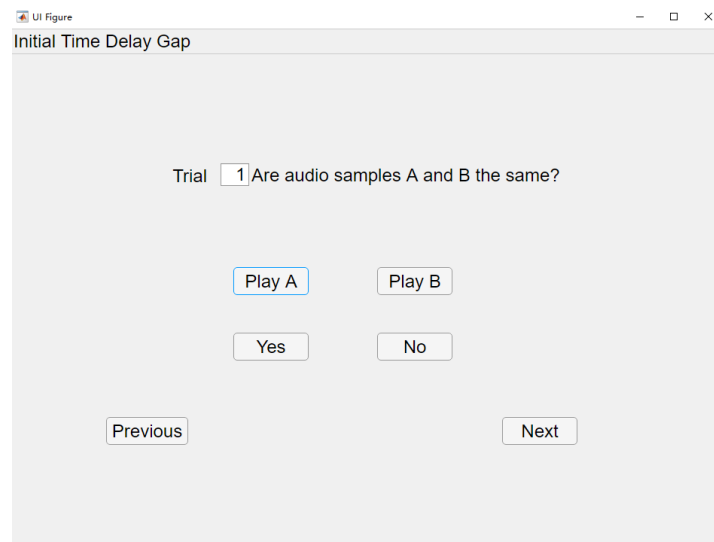 UI Figure
Initial Time Delay Gap
Trial 1 Are audio samples A and B the same?
Play A Play B
Yes No
Previous Next